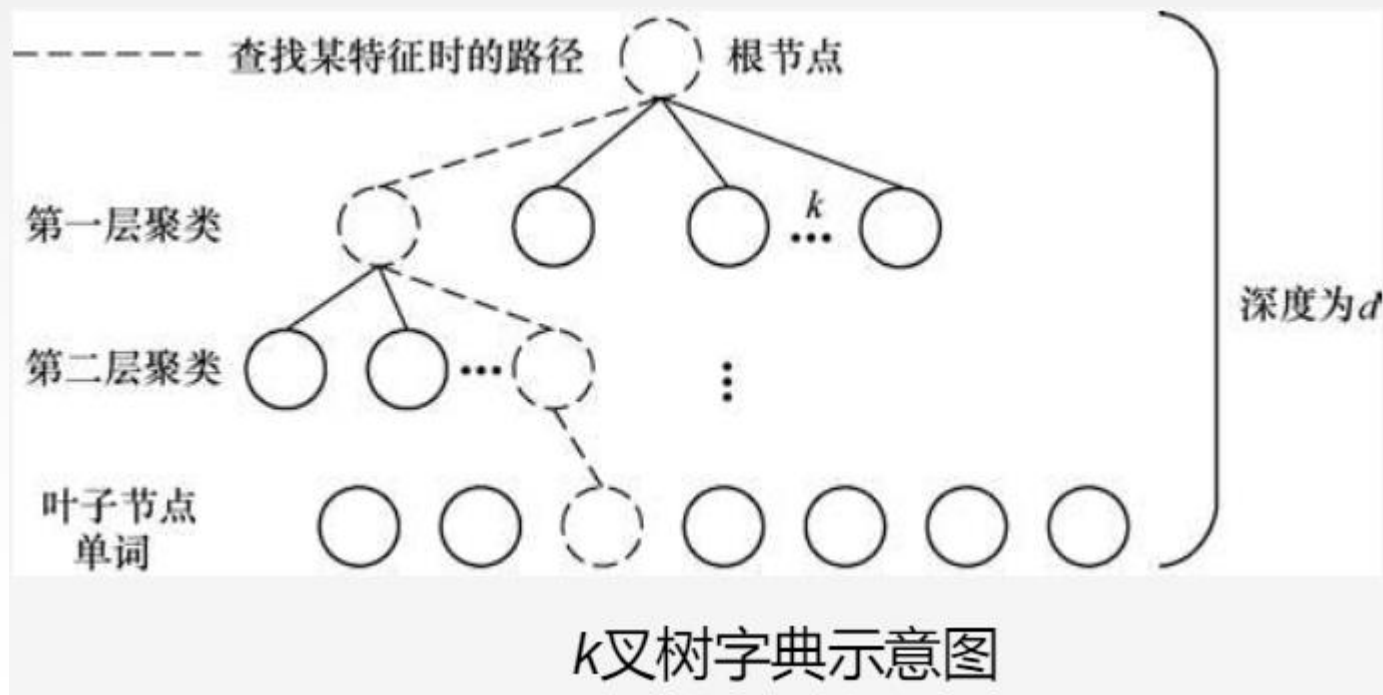 查找某特征时的路径 根节点
第一层聚类
k
...
深度为d
第二层聚类
...
叶子节点
单词
k叉树字典示意图